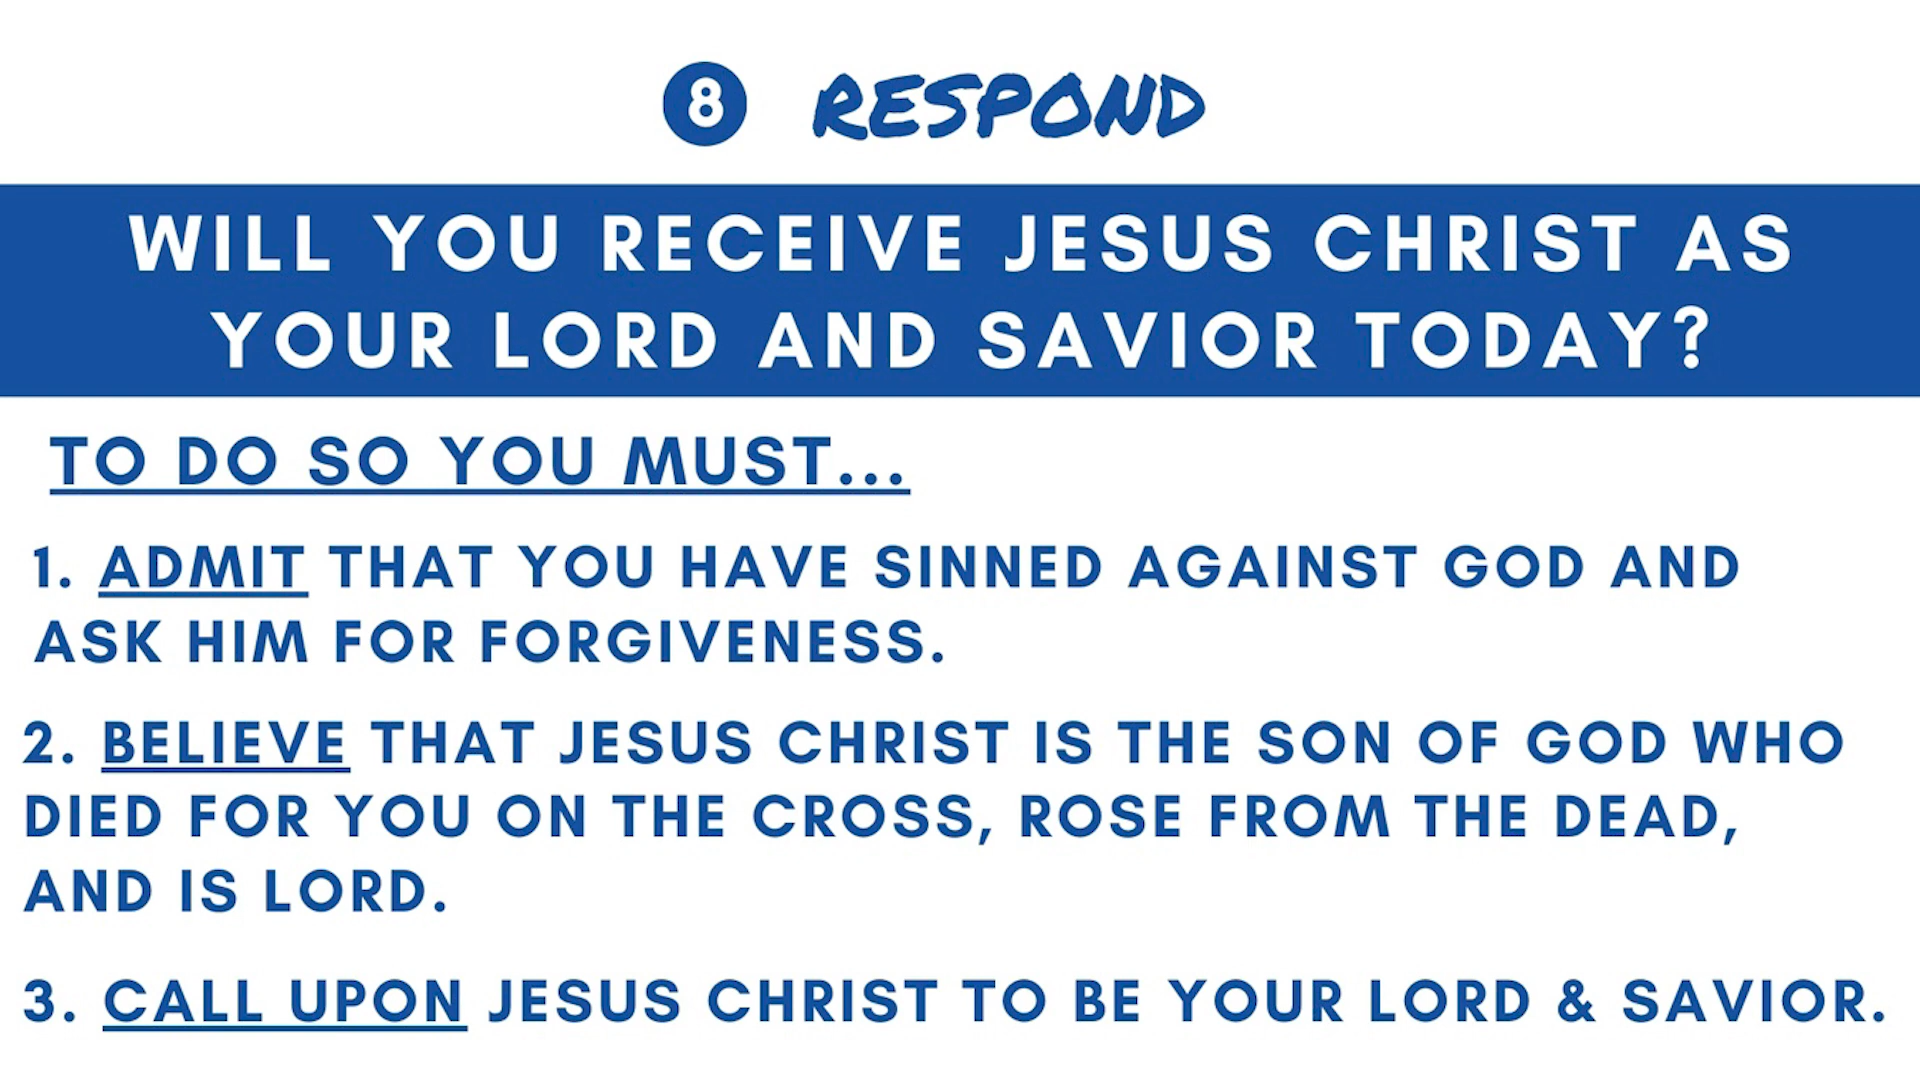 8 RESPOND
WILL YOU RECEIVE JESUS CHRIST AS
YOUR LORD AND SAVIOR TODAY?
TO DO SO YOU MUST...
1. ADMIT THAT YOU HAVE SINNED AGAINST GOD AND
ASK HIM FOR FORGIVENESS.
2. BELIEVE THAT JESUS CHRIST IS THE SON OF GOD WHO
DIED FOR YOU ON THE CROSS, ROSE FROM THE DEAD,
AND IS LORD.
3. CALL UPON JESUS CHRIST TO BE YOUR LORD & SAVIOR.